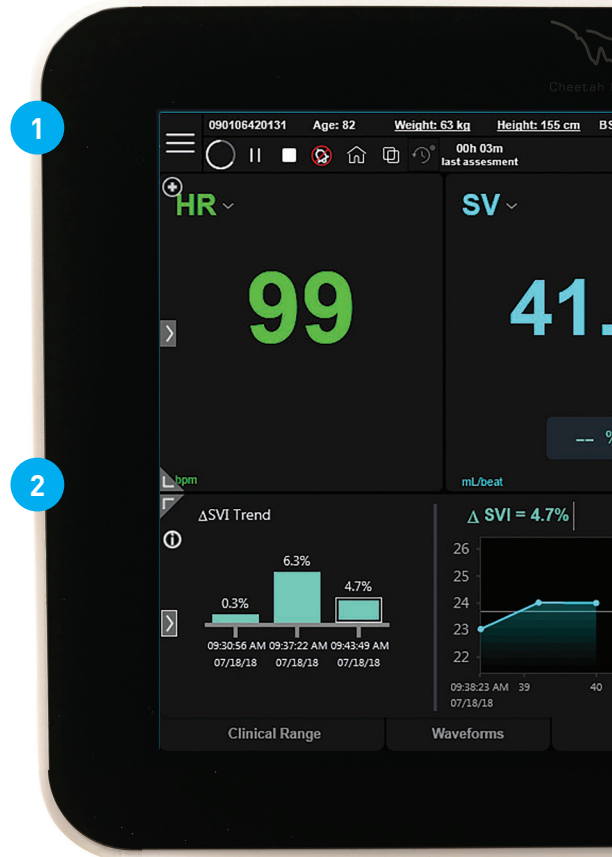 Cheetah
1
090106420131 Age: 82 Weight: 63 kg Height: 155 cm BS
00h 03m
last assesment
HR
SV
99
41.
-- %
2
bpm
mL/beat
ΔSVI Trend
Δ SVI = 4.7%
6.3%
4.7%
0.3%
26
25
24
23
22
09:30:56 AM 09:37:22 AM 09:43:49 AM
07/18/18 07/18/18 07/18/18
09:38:23 AM 39 40
07/18/18
Clinical Range
Waveforms